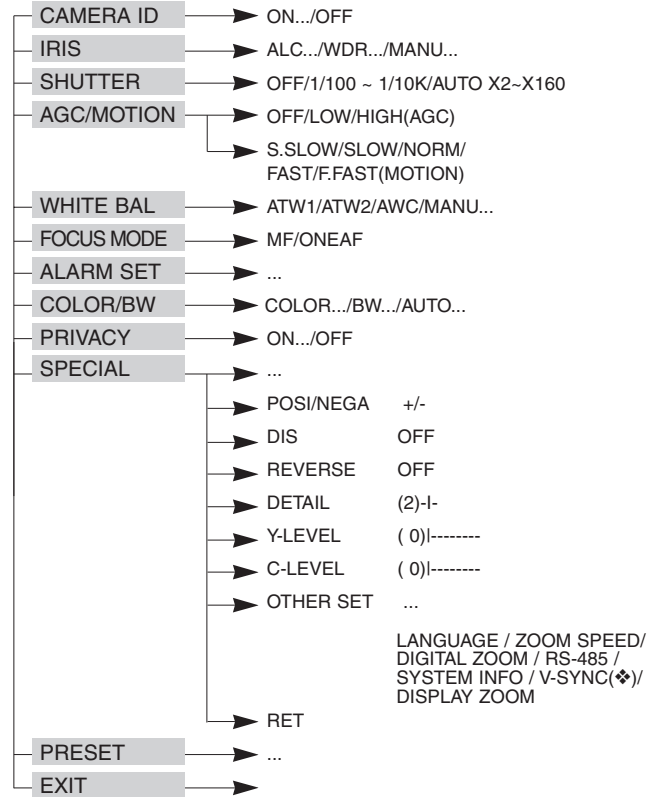 CAMERA ID ON.../OFF
IRIS ALC.../WDR.../MANU...
SHUTTER OFF/1/100 ~ 1/10K/AUTO X2~X160
AGC/MOTION OFF/LOW/HIGH(AGC)
S.SLOW/SLOW/NORM/
FAST/F.FAST(MOTION)
WHITE BAL ATW1/ATW2/AWC/MANU...
FOCUS MODE MF/ONEAF
ALARM SET ...
COLOR/BW COLOR.../BW.../AUTO...
PRIVACY ON.../OFF
SPECIAL ...
POSI/NEGA +/-
DIS OFF
REVERSE OFF
DETAIL (2)-I-
Y-LEVEL ( 0)I--------
C-LEVEL ( 0)I--------
OTHER SET ...
LANGUAGE / ZOOM SPEED/
DIGITAL ZOOM / RS-485 /
SYSTEM INFO / V-SYNC(❖)/
DISPLAY ZOOM
RET
PRESET ...
EXIT